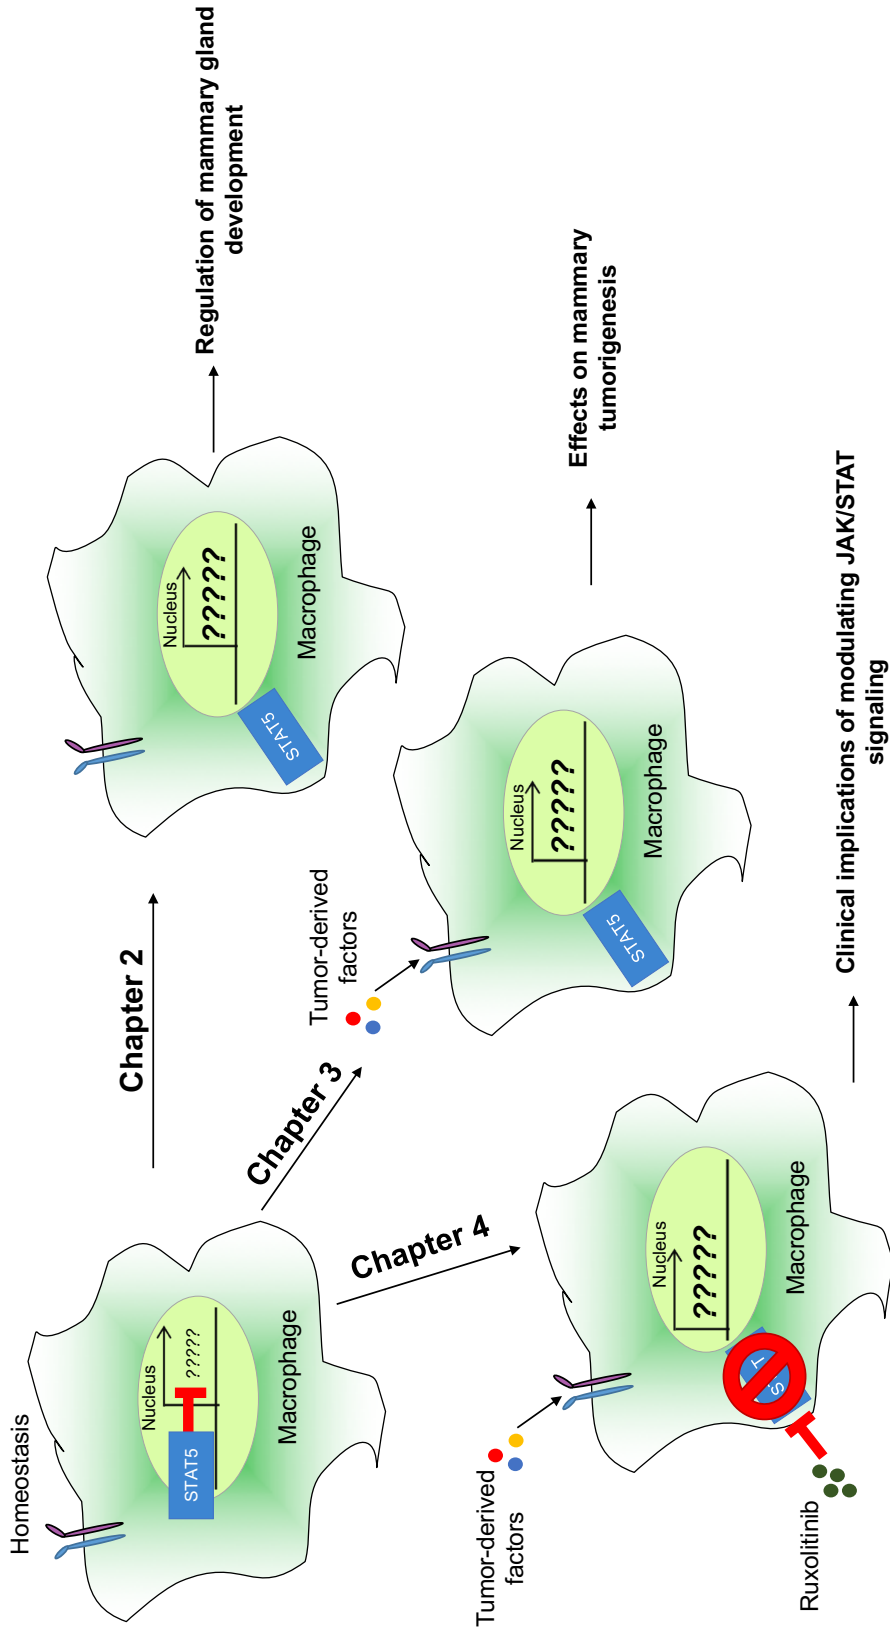 Homeostasis
STAT5
Nucleus
?????
Macrophage
Chapter 2
STAT5
Nucleus
?????
Macrophage
Regulation of mammary gland
development
Chapter 3
Tumor-derived
factors
STAT5
Nucleus
?????
Macrophage
Effects on mammary
tumorigenesis
Chapter 4
Tumor-derived
factors
Ruxolitinib
S
T
Nucleus
?????
Macrophage
Clinical implications of modulating JAK/STAT
signaling